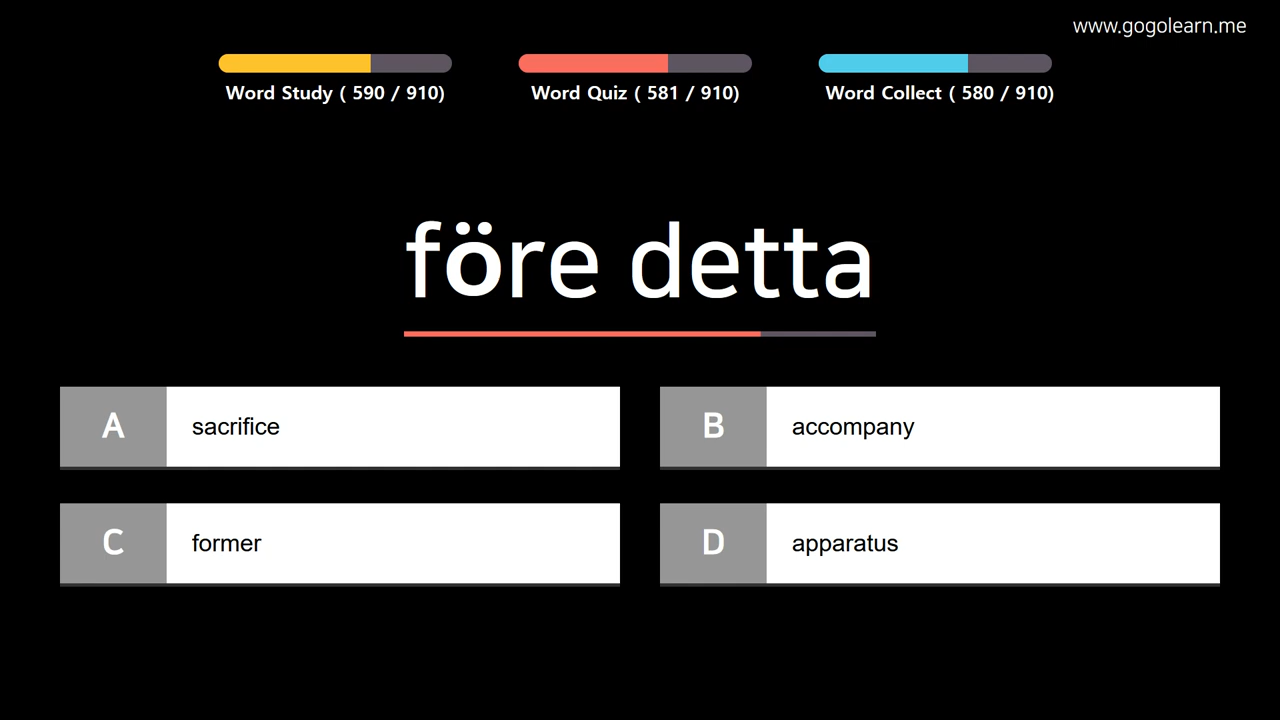 www.gogolearn.me
Word Study ( 590 / 910)
Word Quiz ( 581 / 910)
Word Collect ( 580 / 910)
före detta
A sacrifice
B accompany
C former
D apparatus